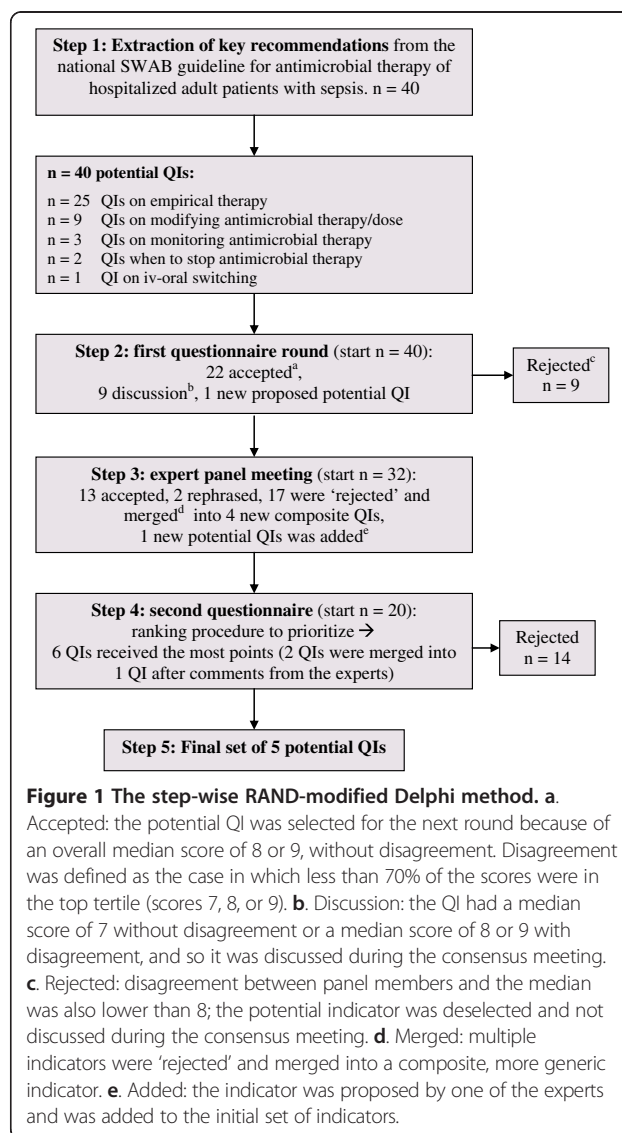 Step 1: Extraction of key recommendations from the
national SWAB guideline for antimicrobial therapy of
hospitalized adult patients with sepsis. n = 40
n = 40 potential QIs:
n = 25 QIs on empirical therapy
n = 9 QIs on modifying antimicrobial therapy/dose
n = 3 QIs on monitoring antimicrobial therapy
n = 2 QIs when to stop antimicrobial therapy
n = 1 QI on iv-oral switching
Step 2: first questionnaire round (start n = 40):
22 accepteda,
9 discussionb, 1 new proposed potential QI
Rejectedc
n = 9
Step 3: expert panel meeting (start n = 32):
13 accepted, 2 rephrased, 17 were ‘rejected’ and
mergedd into 4 new composite QIs,
1 new potential QIs was addede
Step 4: second questionnaire (start n = 20):
ranking procedure to prioritize →
6 QIs received the most points (2 QIs were merged into
1 QI after comments from the experts)
Rejected
n = 14
Step 5: Final set of 5 potential QIs
Figure 1 The step-wise RAND-modified Delphi method. a.
Accepted: the potential QI was selected for the next round because of
an overall median score of 8 or 9, without disagreement. Disagreement
was defined as the case in which less than 70% of the scores were in
the top tertile (scores 7, 8, or 9). b. Discussion: the QI had a median
score of 7 without disagreement or a median score of 8 or 9 with
disagreement, and so it was discussed during the consensus meeting.
c. Rejected: disagreement between panel members and the median
was also lower than 8; the potential indicator was deselected and not
discussed during the consensus meeting. d. Merged: multiple
indicators were ‘rejected’ and merged into a composite, more generic
indicator. e. Added: the indicator was proposed by one of the experts
and was added to the initial set of indicators.